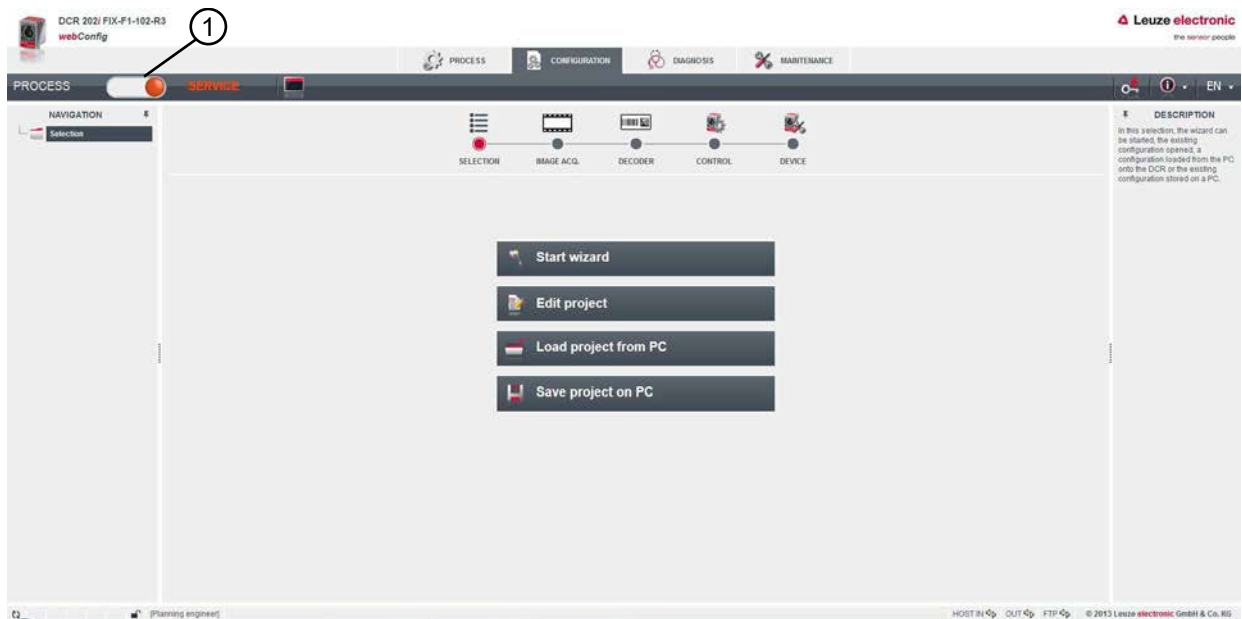 DCR 202i FIX-F1-102-R3
webConfig
1
Leuze electronic
the sensor people
PROCESS
CONFIGURATION
DIAGNOSIS
MAINTENANCE
PROCESS
SERVICE
EN
NAVIGATION
Selection
SELECTION
IMAGE ACQ.
DECODER
CONTROL
DEVICE
DESCRIPTION
In this selection, the wizard can
be started, the existing
configuration opened, a
configuration loaded from the PC
onto the DCR or the existing
configuration stored on a PC.
Start wizard
Edit project
Load project from PC
Save project on PC
(Planning engineer)
HOST IN OUT FTP
© 2013 Leuze electronic GmbH & Co. KG